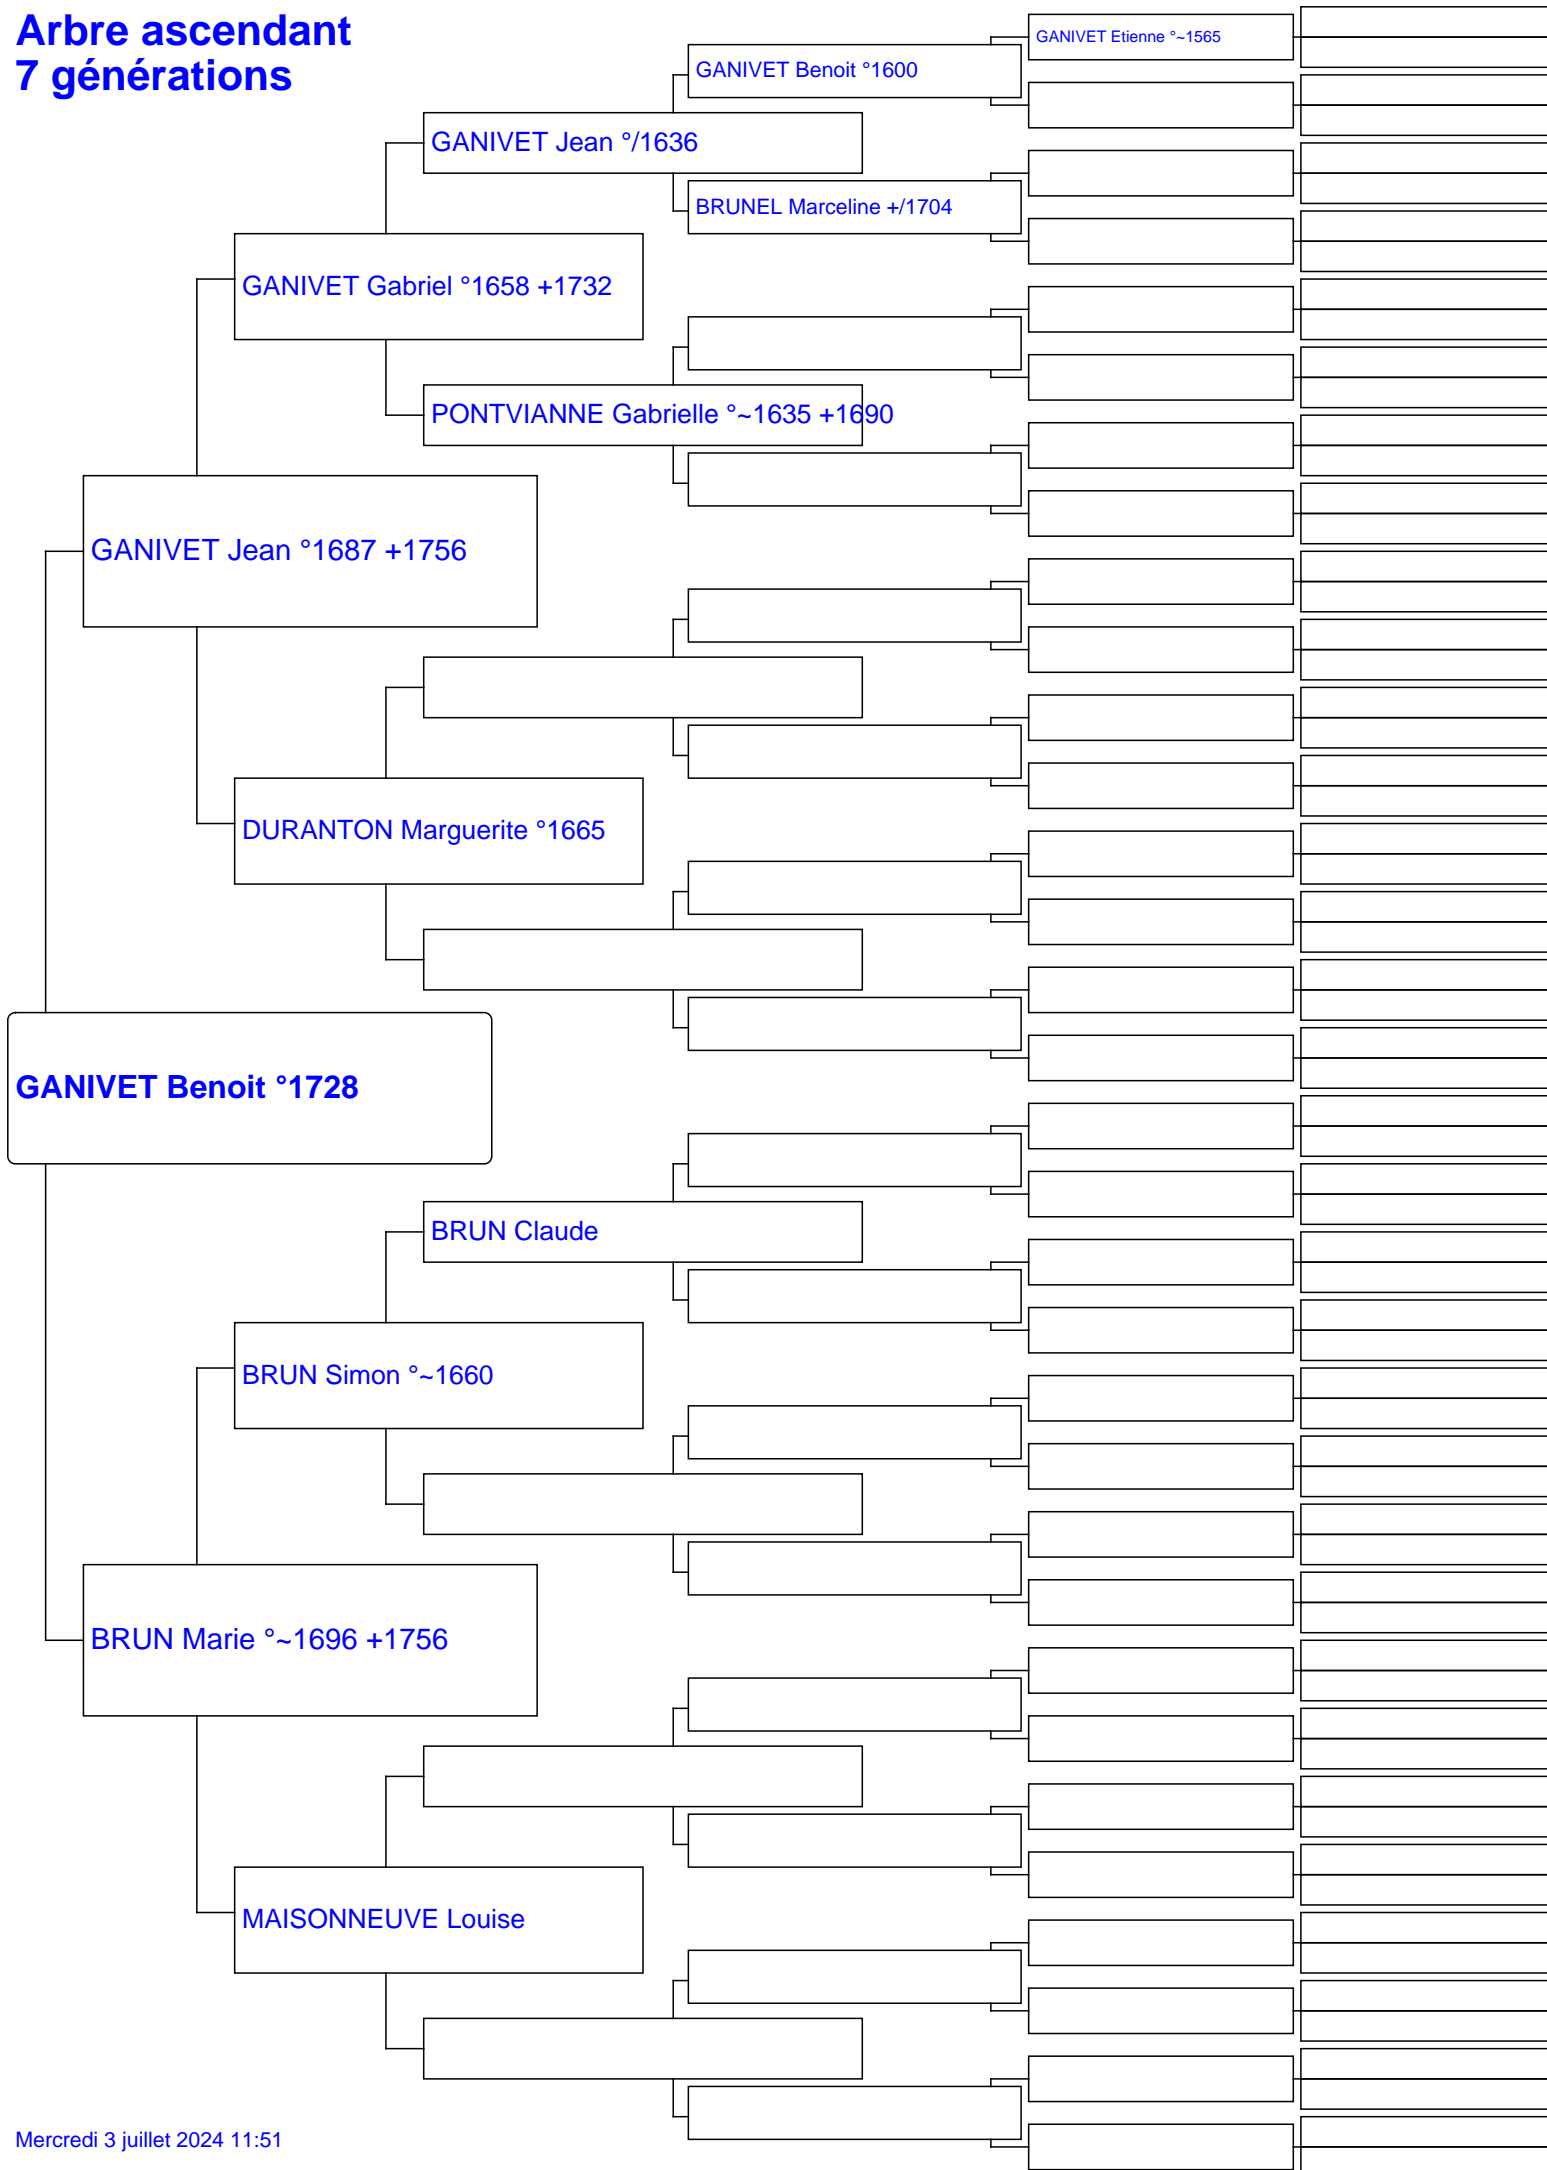 Arbre ascendant
7 générations
GANIVET Etienne °~1565
GANIVET Benoit °1600
GANIVET Jean °/1636
BRUNEL Marceline +/1704
GANIVET Gabriel °1658 +1732
PONTVIANNE Gabrielle °~1635 +1690
GANIVET Jean °1687 +1756
DURANTON Marguerite °1665
GANIVET Benoit °1728
BRUN Claude
BRUN Simon °~1660
BRUN Marie °~1696 +1756
MAISONNEUVE Louise
Mercredi 3 juillet 2024 11:51